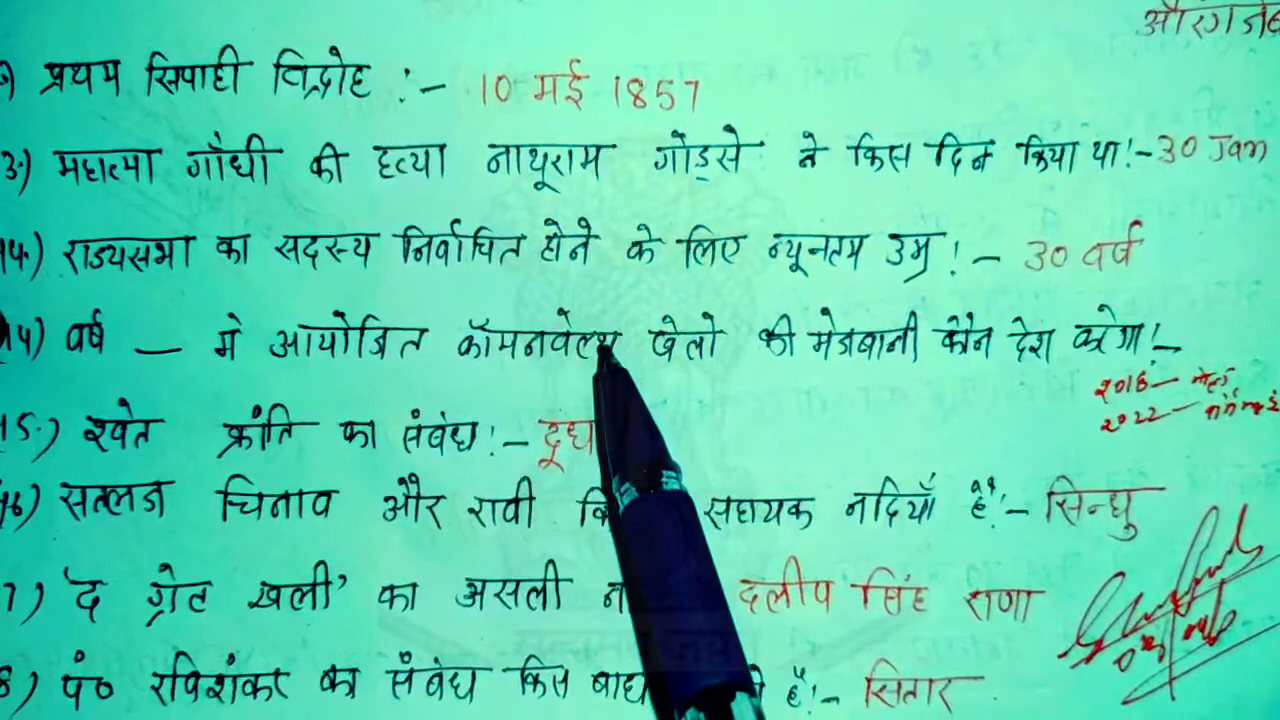 औरंगजेब
) प्रथम सिपाही विद्रोह :- 10 मई 1857
3.) महात्मा गाँधी की हत्या नाथूराम गोड्से ने किस दिन किया था!- 30 Jan
14.) राज्यसभा का सदस्य निर्वाचित होने के लिए न्यूनतम उम्र!- 30 वर्ष
14) वर्ष — में आयोजित कॉमनवेल्थ खेलो की मेजबानी कौन देश करेगा!-
2018-
2022-
15.) श्वेत क्रांति का संबंध!- दूध
16) सतलज चिनाव और रावी कि सहायक नदियाँ है!- सिन्धु
7) 'द ग्रेट खली' का असली न दलीप सिंह राणा
8) पं० रविशंकर का संबंध किस वाद्य है!- सितार